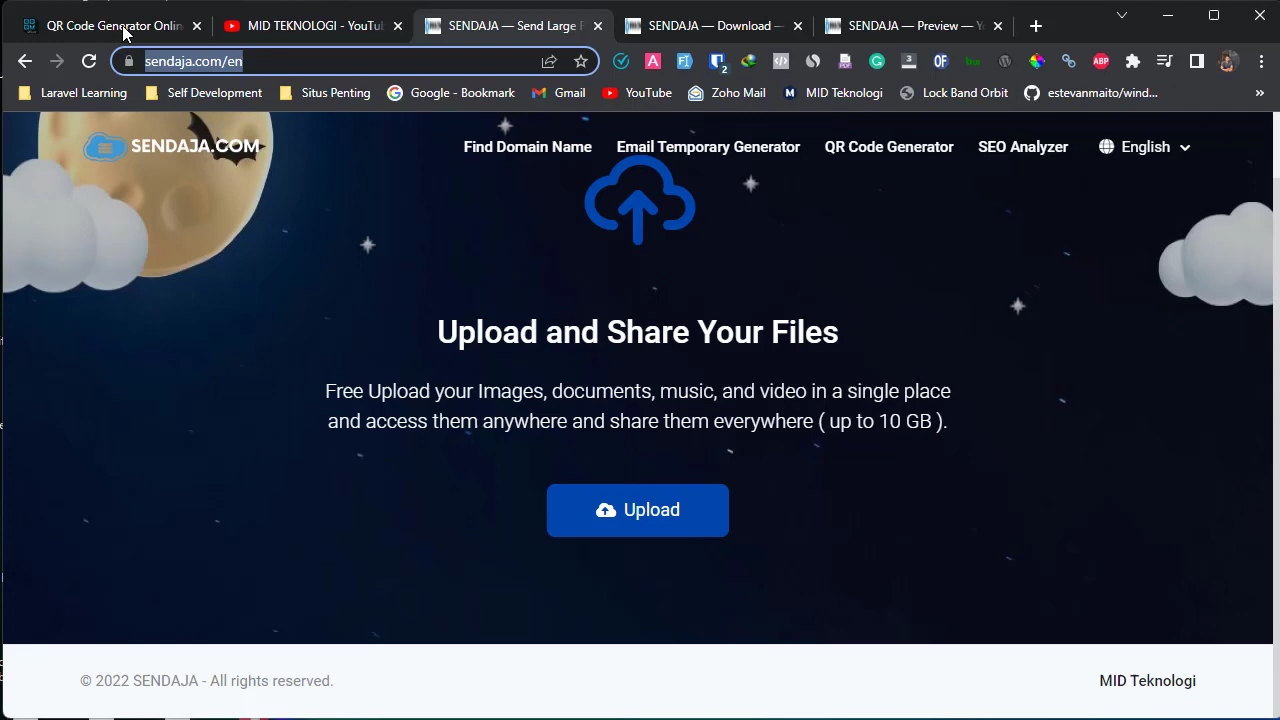 QR Code Generator Onlin
MID TEKNOLOGI - YouTu
SENDAJA — Send Large F
SENDAJA — Download —
SENDAJA — Preview — Y
sendaja.com/en
2
3
OF
ABP
Laravel Learning
Self Development
Situs Penting
Google - Bookmark
Gmail
YouTube
Zoho Mail
MID Teknologi
Lock Band Orbit
estevanmaito/wind...
SENDAJA.COM
Find Domain Name
Email Temporary Generator
QR Code Generator
SEO Analyzer
English
Upload and Share Your Files
Free Upload your Images, documents, music, and video in a single place
and access them anywhere and share them everywhere ( up to 10 GB ).
Upload
© 2022 SENDAJA - All rights reserved.
MID Teknologi